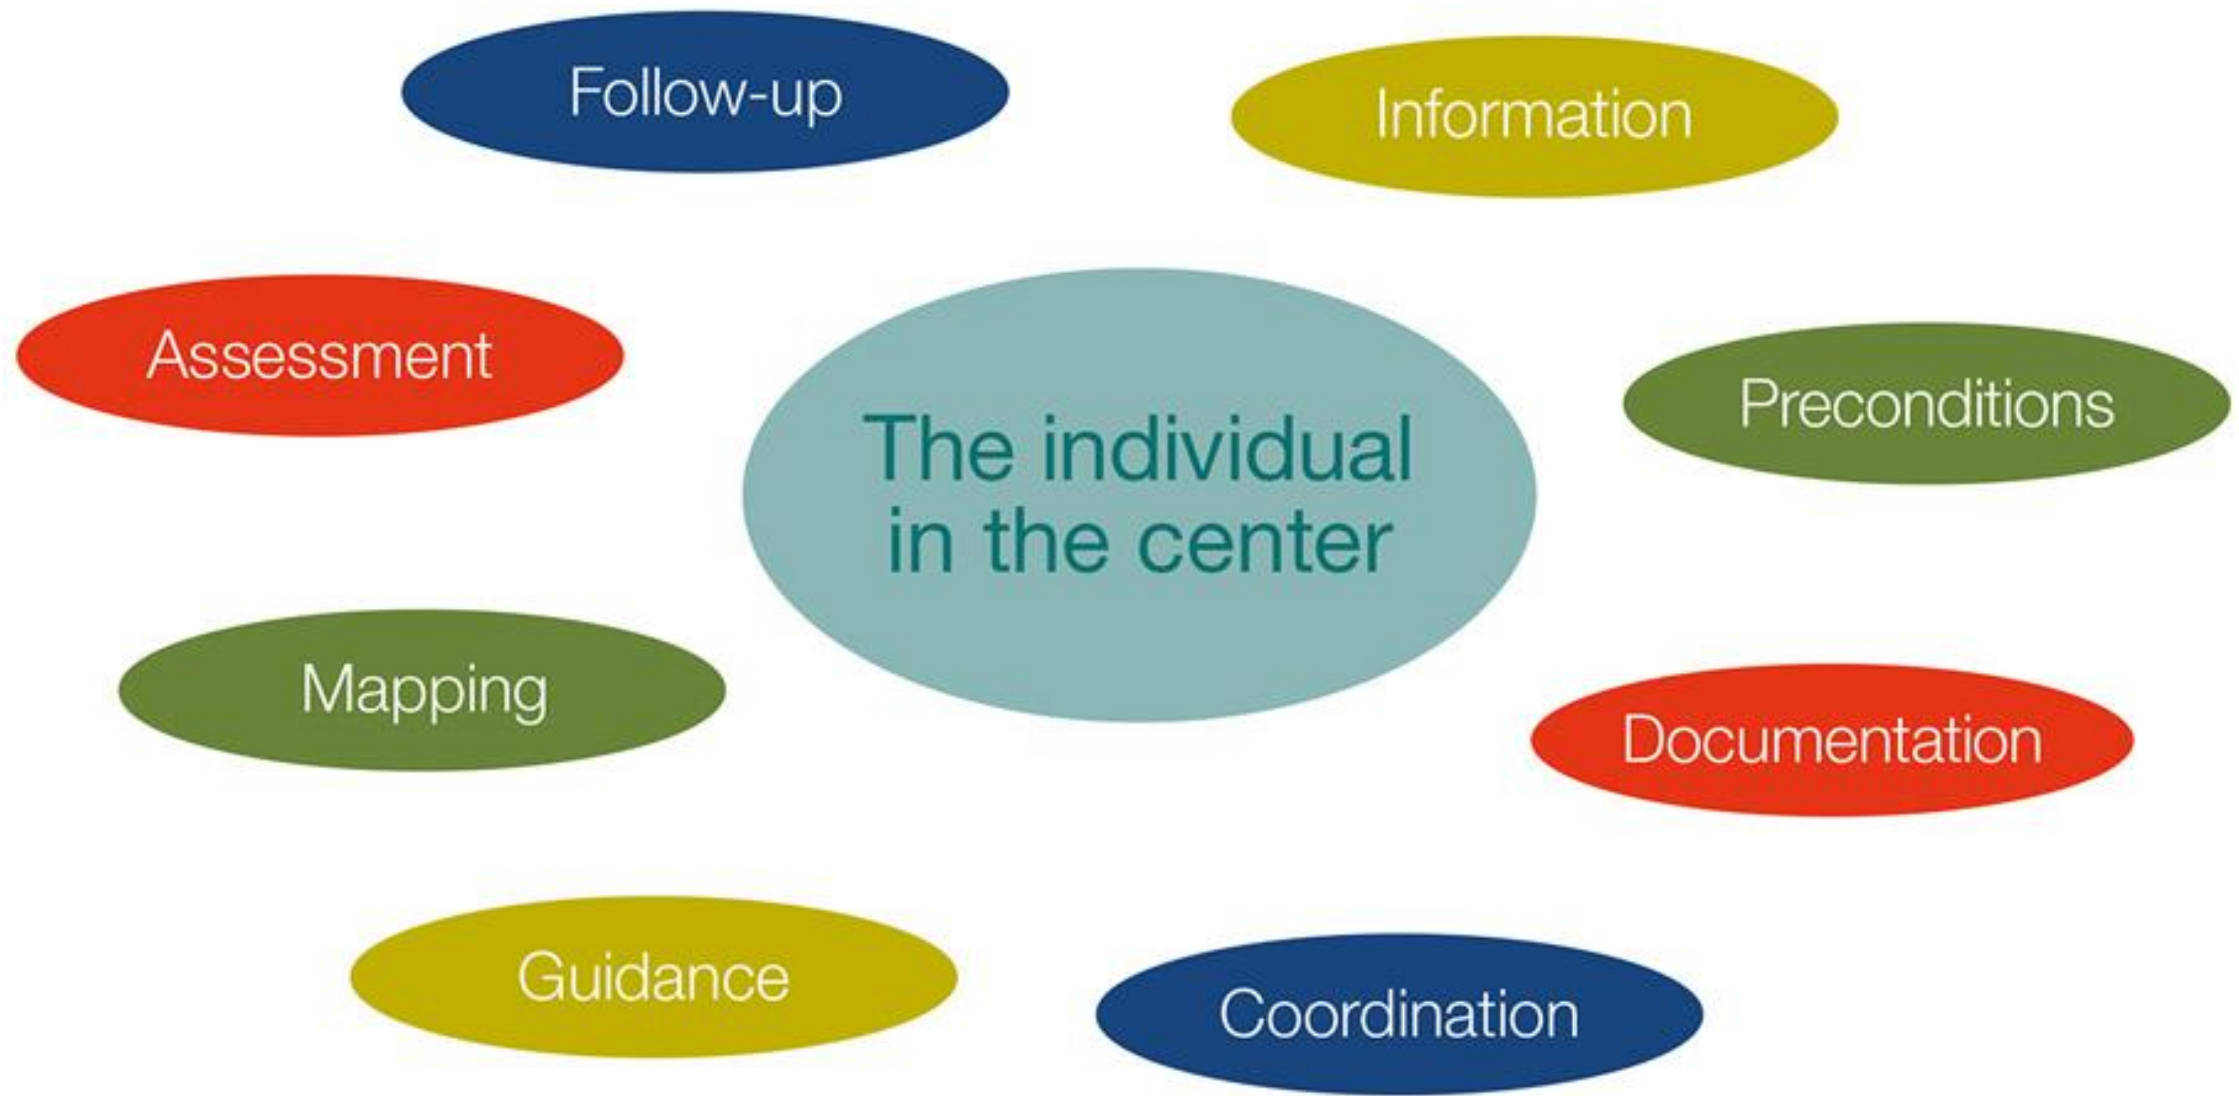 Follow-up
Information
Assessment
Preconditions
The individual
in the center
Mapping
Documentation
Guidance
Coordination